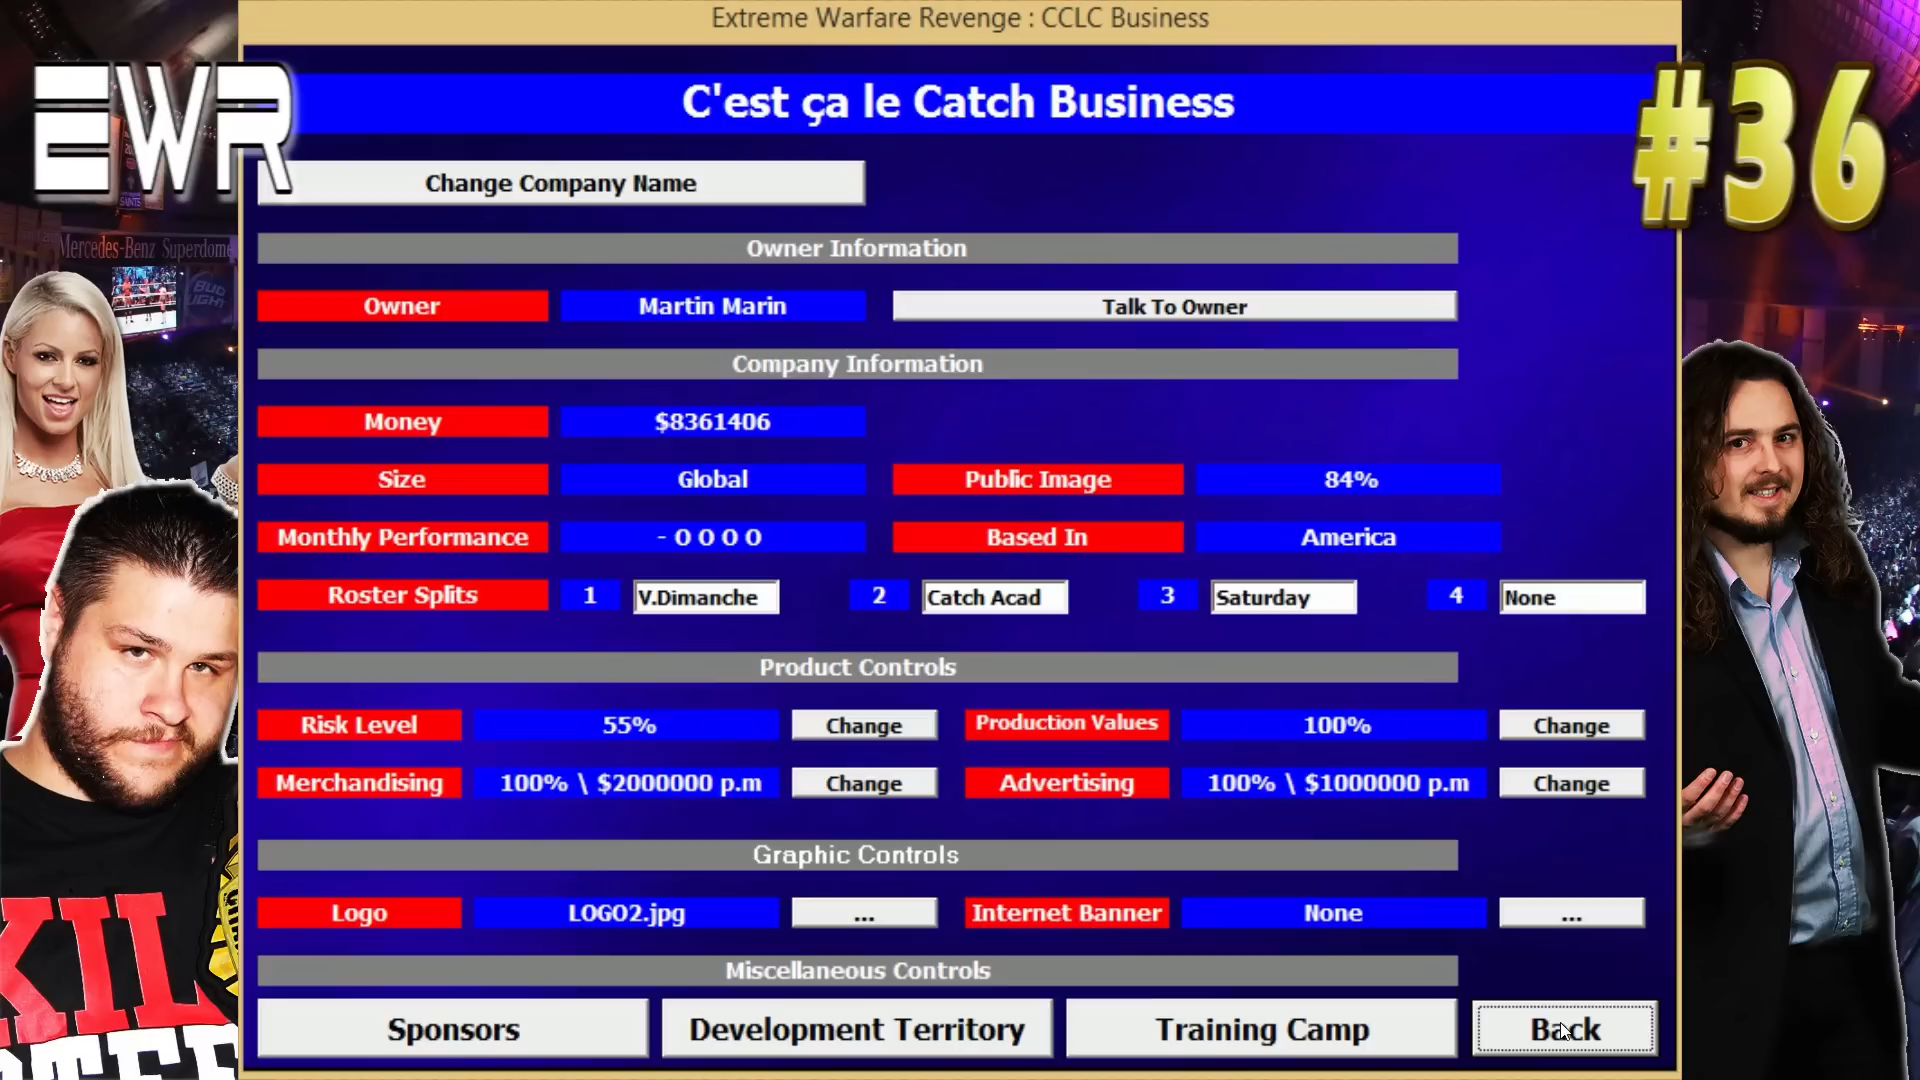 Extreme Warfare Revenge : CCLC Business
EWR
#36
C'est ça le Catch Business
Change Company Name
Owner Information
Owner Martin Marin Talk To Owner
Company Information
Money $8361406
Size Global Public Image 84%
Monthly Performance - 0 0 0 0 Based In America
Roster Splits 1 V.Dimanche 2 Catch Acad 3 Saturday 4 None
Product Controls
Risk Level 55% Change Production Values 100% Change
Merchandising 100% \ $2000000 p.m Change Advertising 100% \ $1000000 p.m Change
Graphic Controls
Logo LOGO2.jpg ... Internet Banner None ...
Miscellaneous Controls
Sponsors Development Territory Training Camp Back
Mercedes-Benz Superdome
BUD
LIGHT
SAINTS
KIL